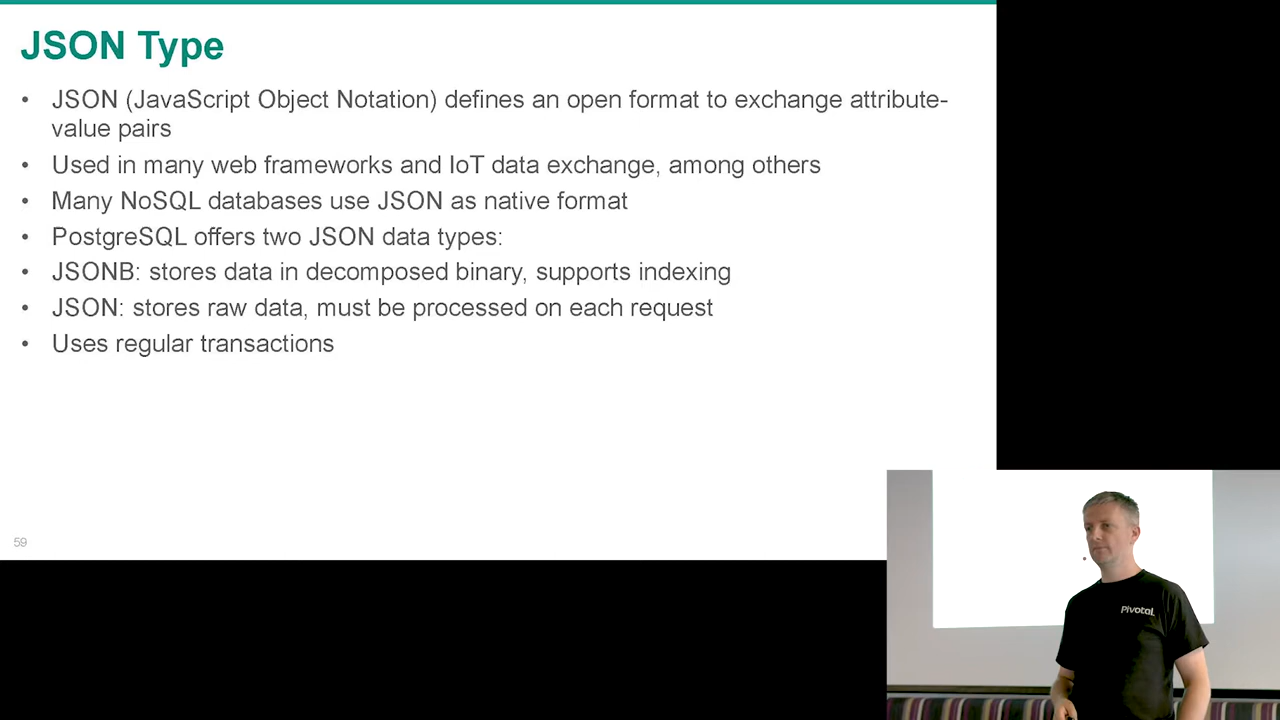 JSON Type
• JSON (JavaScript Object Notation) defines an open format to exchange attribute-
value pairs
• Used in many web frameworks and IoT data exchange, among others
• Many NoSQL databases use JSON as native format
• PostgreSQL offers two JSON data types:
• JSONB: stores data in decomposed binary, supports indexing
• JSON: stores raw data, must be processed on each request
• Uses regular transactions
59
Pivotal.